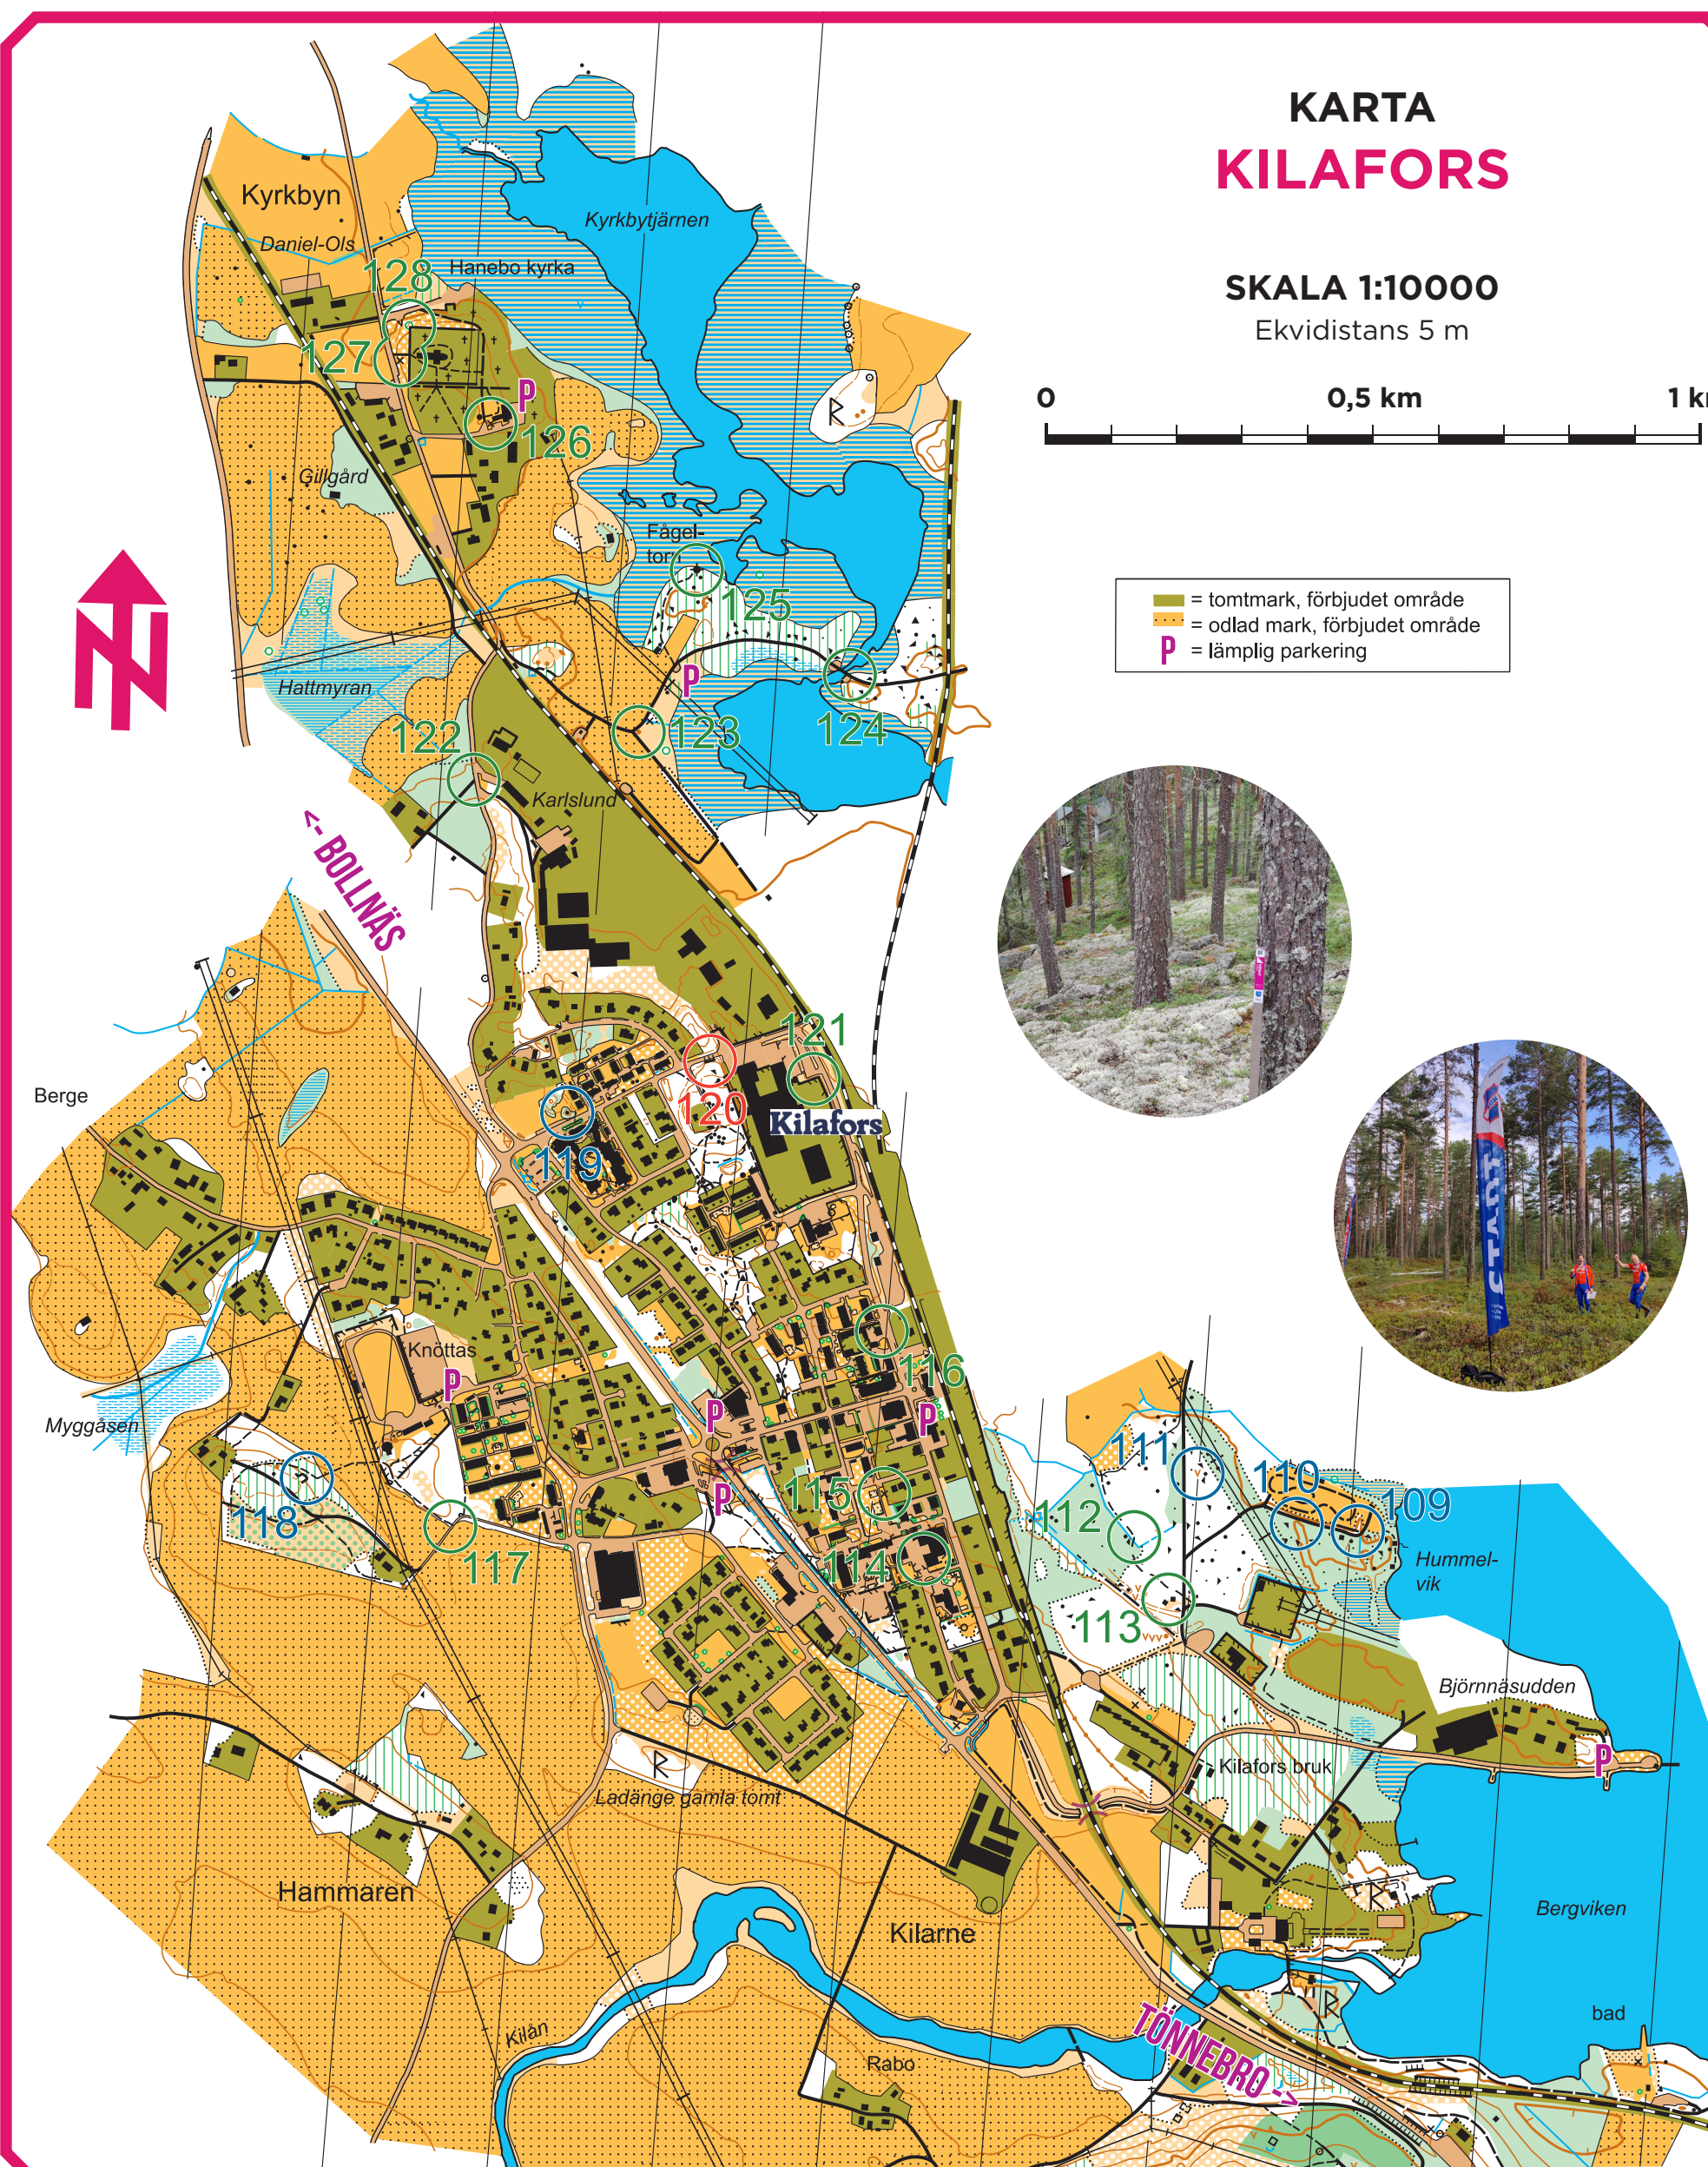 KARTA
KILAFORS
SKALA 1:10000
Ekvidistans 5 m
0
0,5 km
1 k
= tomtmark, förbjudet område
= odlad mark, förbjudet område
P = lämplig parkering
Kyrkbyn
Daniel-Ols
Kyrkbytjärnen
Hanebo kyrka
128
127
P
126
Gillgård
Fågel-
torn
125
Hattmyran
P
122
123
124
Karlslund
<- BOLLNÄS
121
120
Berge
Kilafors
119
START
Knöttas
P
116
Myggåsen
P
P
111
110
109
118
P
115
112
117
114
Hummel-
vik
113
Björnnäsudden
P
Kilafors bruk
Ladänge gamla tomt
Hammaren
Kilarne
Bergviken
bad
Kilån
Rabo
TÖNNEBRO ->